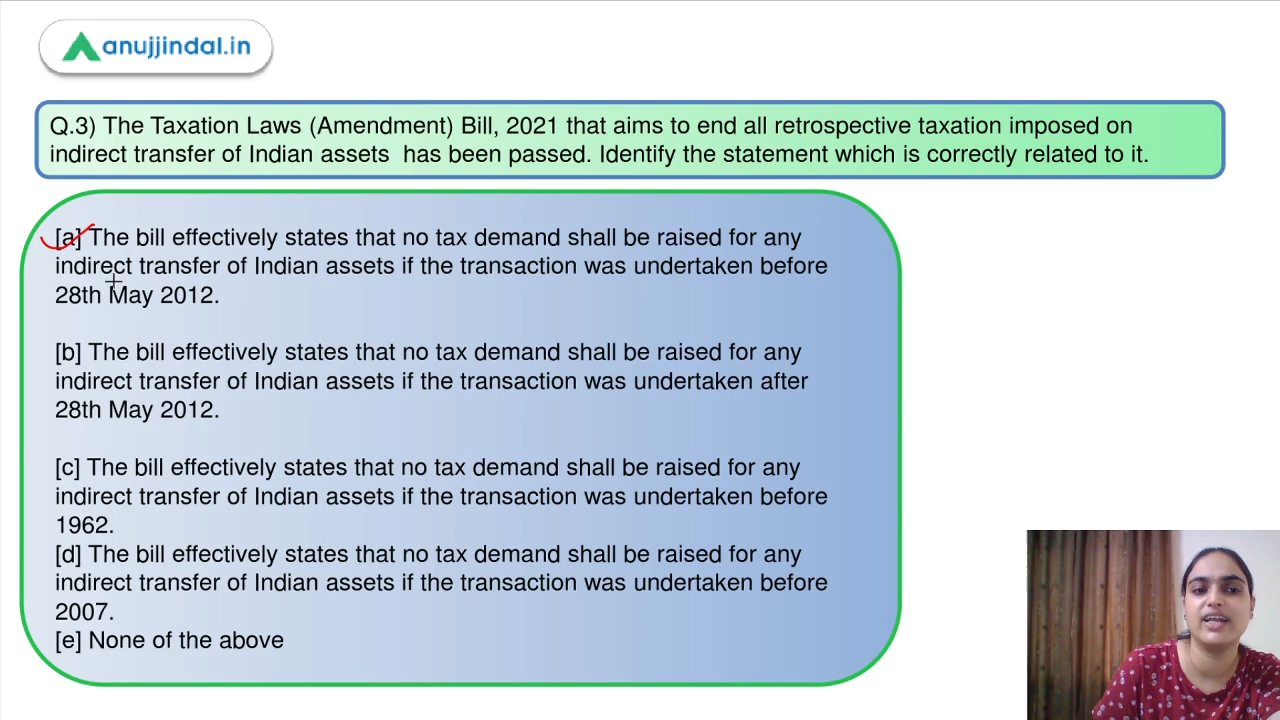 anujjindal.in
Q.3) The Taxation Laws (Amendment) Bill, 2021 that aims to end all retrospective taxation imposed on
indirect transfer of Indian assets has been passed. Identify the statement which is correctly related to it.
[a] The bill effectively states that no tax demand shall be raised for any
indirect transfer of Indian assets if the transaction was undertaken before
28th May 2012.
[b] The bill effectively states that no tax demand shall be raised for any
indirect transfer of Indian assets if the transaction was undertaken after
28th May 2012.
[c] The bill effectively states that no tax demand shall be raised for any
indirect transfer of Indian assets if the transaction was undertaken before
1962.
[d] The bill effectively states that no tax demand shall be raised for any
indirect transfer of Indian assets if the transaction was undertaken before
2007.
[e] None of the above